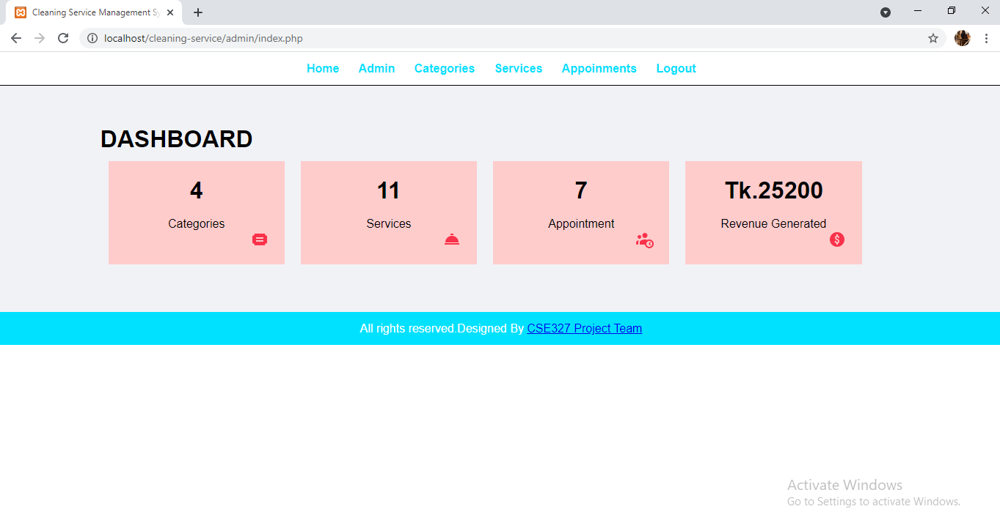 Cleaning Service Management Sy
localhost/cleaning-service/admin/index.php
Home Admin Categories Services Appoinments Logout
DASHBOARD
4 11 7 Tk.25200
Categories Services Appointment Revenue Generated
$
All rights reserved.Designed By CSE327 Project Team
Activate Windows
Go to Settings to activate Windows.